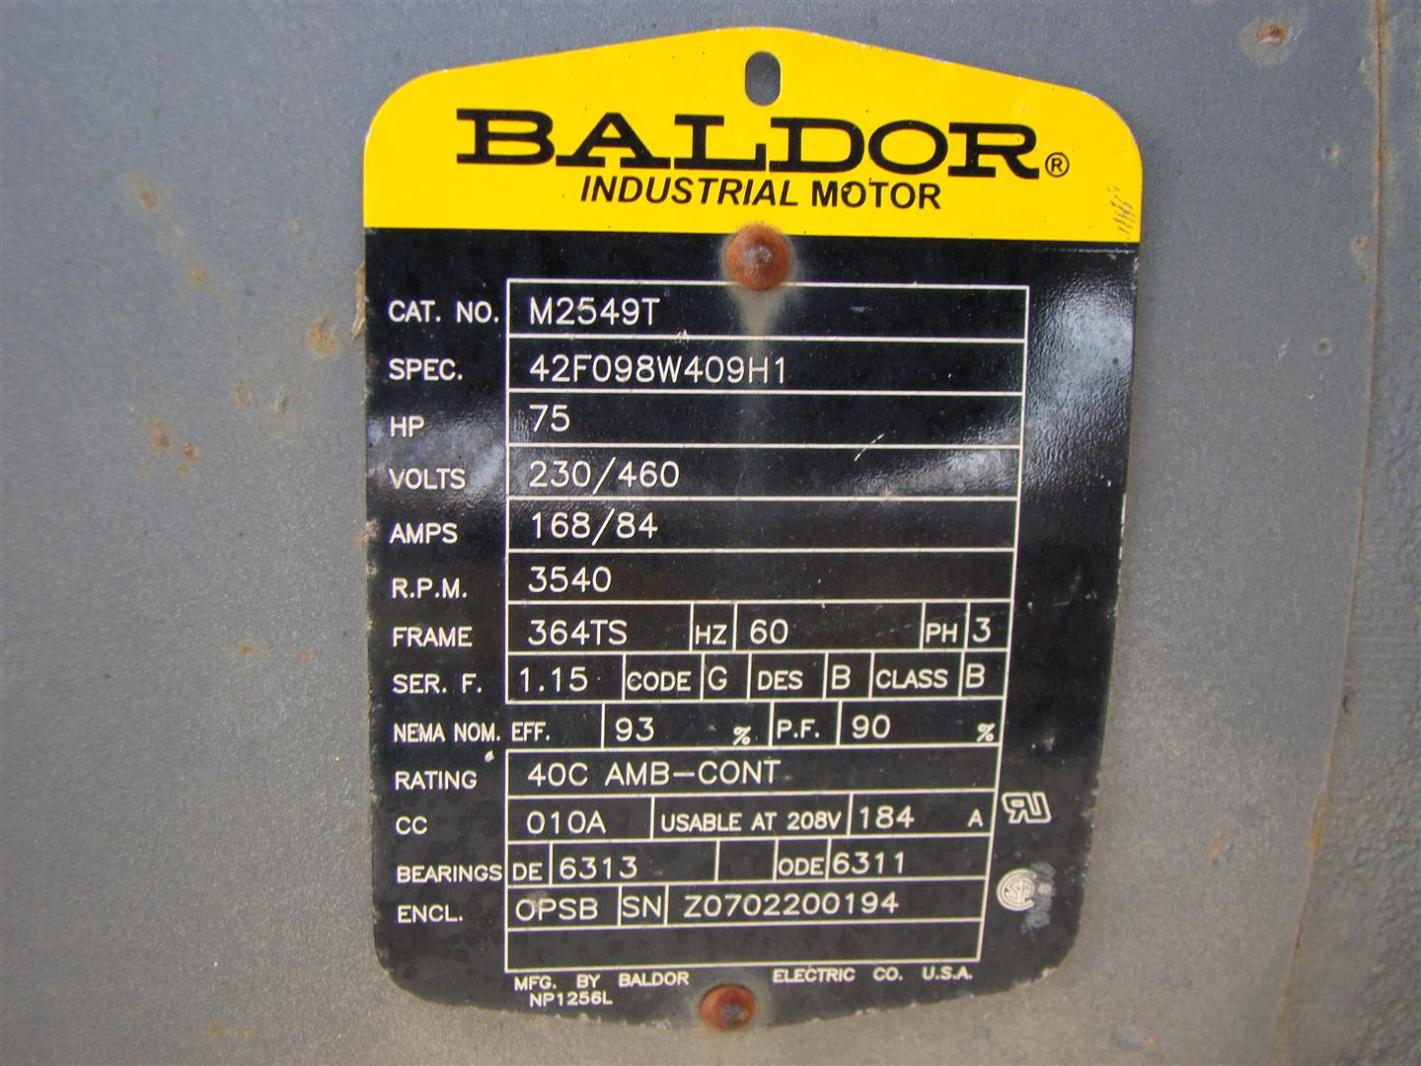 BALDOR®
INDUSTRIAL MOTOR
CAT. NO. M2549T
SPEC. 42F098W409H1
HP 75
VOLTS 230/460
AMPS 168/84
R.P.M. 3540
FRAME 364TS HZ 60 PH 3
SER. F. 1.15 CODE G DES B CLASS B
NEMA NOM. EFF. 93 % P.F. 90 %
RATING 40C AMB-CONT
CC 010A USABLE AT 208V 184 A
BEARINGS DE 6313 ODE 6311
ENCL. OPSB SN Z0702200194
MFG. BY BALDOR ELECTRIC CO. U.S.A.
NP1256L